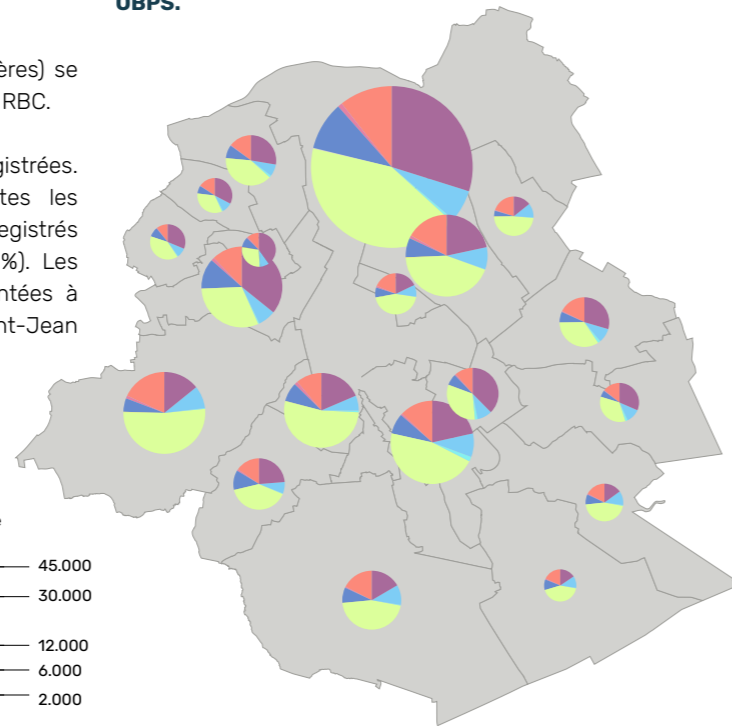 UBPS.
ères) se
RBC.
gistrées.
tes les
egistrés
%). Les
ntées à
nt-Jean
45.000
30.000
12.000
6.000
2.000